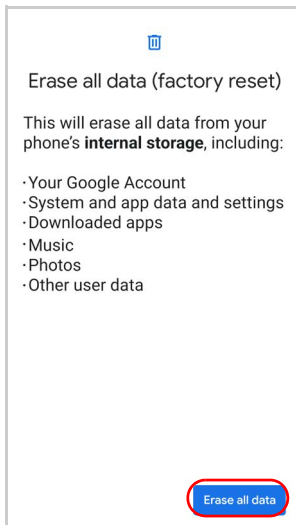 Erase all data (factory reset)
This will erase all data from your
phone's internal storage, including:
·Your Google Account
·System and app data and settings
·Downloaded apps
·Music
·Photos
·Other user data
Erase all data